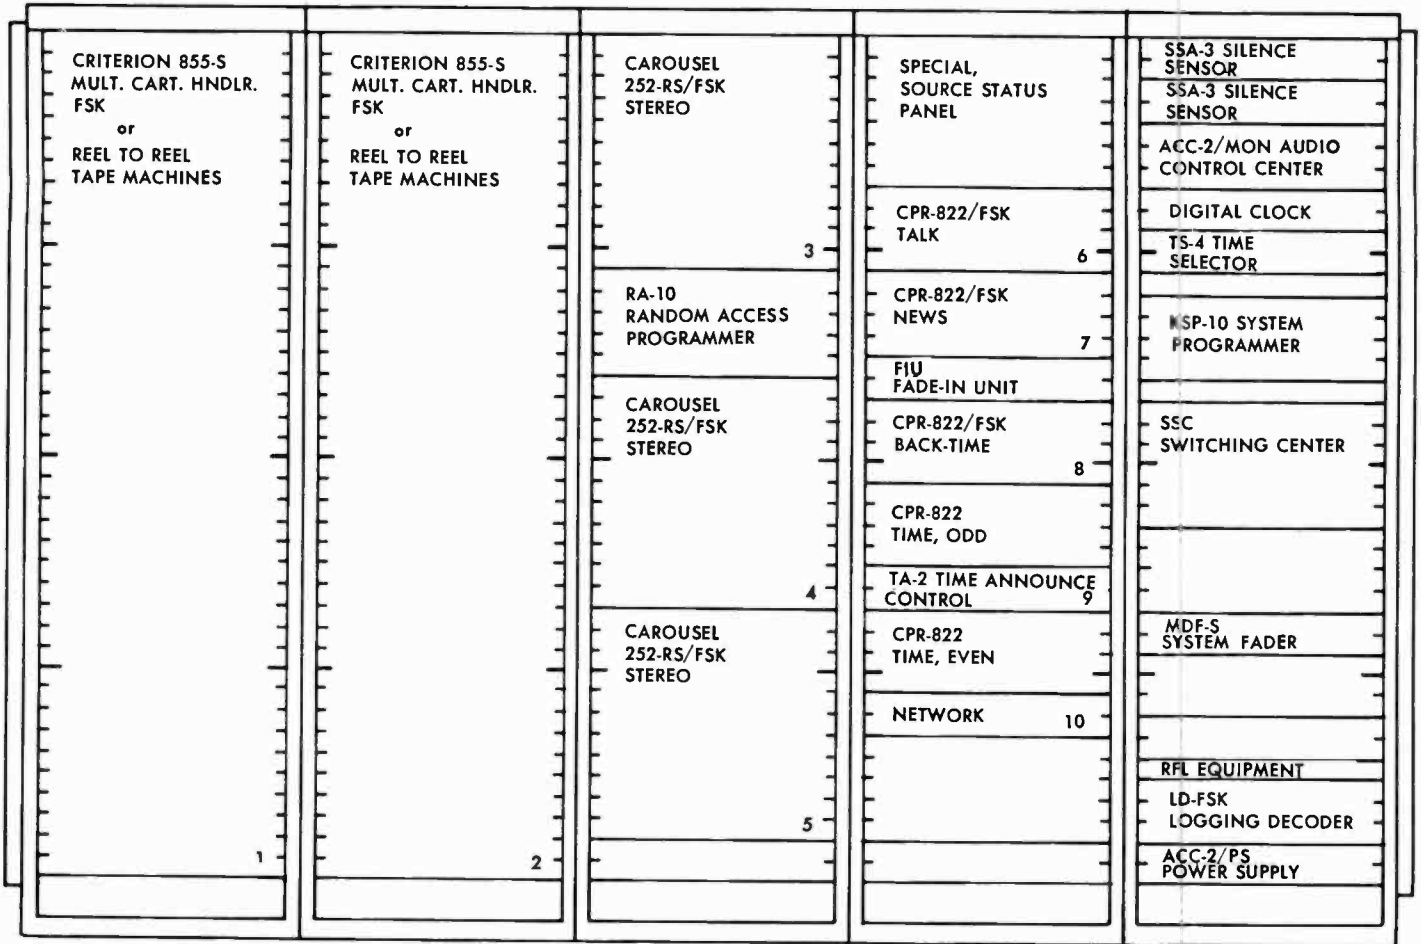 CRITERION 855-S
MULT. CART. HNDLR.
FSK
or
REEL TO REEL
TAPE MACHINES
1
CRITERION 855-S
MULT. CART. HNDLR.
FSK
or
REEL TO REEL
TAPE MACHINES
2
CAROUSEL
252-RS/FSK
STEREO
3
RA-10
RANDOM ACCESS
PROGRAMMER
CAROUSEL
252-RS/FSK
STEREO
4
CAROUSEL
252-RS/FSK
STEREO
5
SPECIAL,
SOURCE STATUS
PANEL
CPR-822/FSK
TALK
6
CPR-822/FSK
NEWS
7
FIU
FADE-IN UNIT
CPR-822/FSK
BACK-TIME
8
CPR-822
TIME, ODD
TA-2 TIME ANNOUNCE
CONTROL 9
CPR-822
TIME, EVEN
NETWORK 10
SSA-3 SILENCE
SENSOR
SSA-3 SILENCE
SENSOR
ACC-2/MON AUDIO
CONTROL CENTER
DIGITAL CLOCK
TS-4 TIME
SELECTOR
KSP-10 SYSTEM
PROGRAMMER
SSC
SWITCHING CENTER
MDF-S
SYSTEM FADER
RFL EQUIPMENT
LD-FSK
LOGGING DECODER
ACC-2/PS
POWER SUPPLY